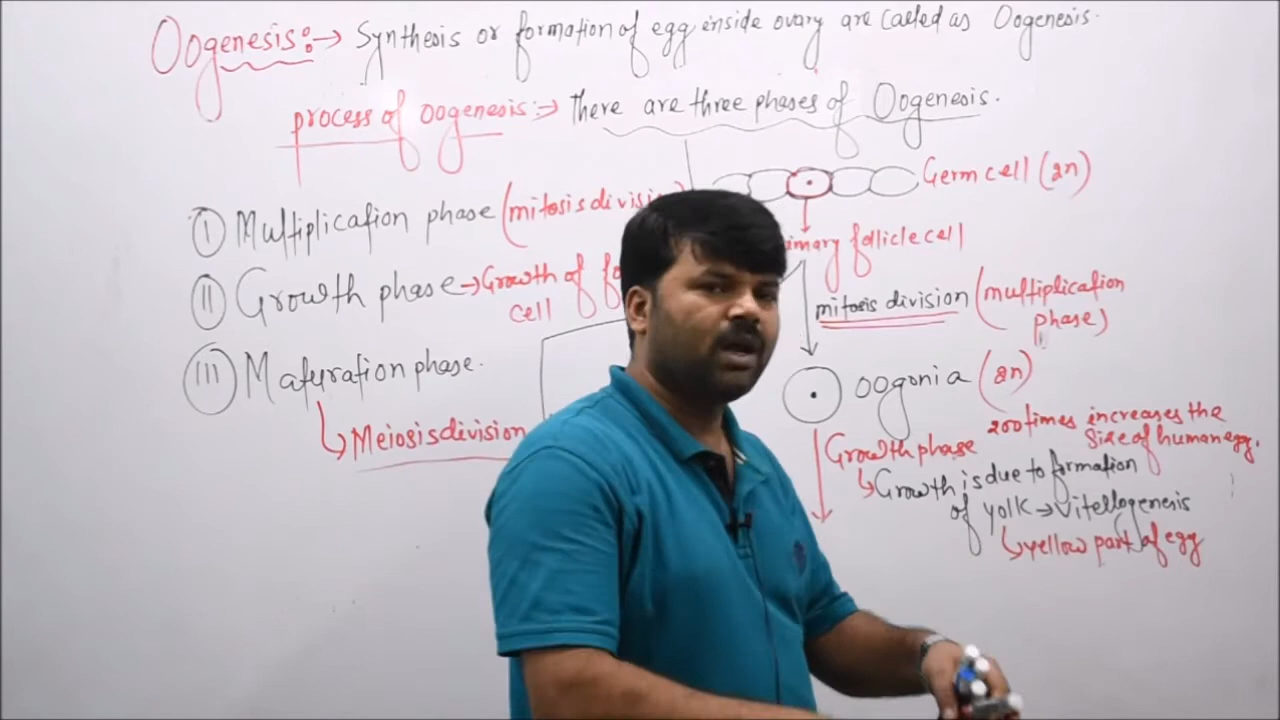 Oogenesis:→ Synthesis or formation of egg inside ovary are called as Oogenesis.
process of oogenesis:→ There are three phases of Oogenesis.
Germ cell (2n)
I Multiplication phase (mitosis
follicle cell
II Growth phase→Growth of
cell
mitosis division (multiplication
phase)
III Maturation phase.
oogonia (2n)
Meiosis division
200 times increases the
size of human egg.
Growth phase
Growth is due to formation
of yolk → Vitellogenesis
yellow part of egg